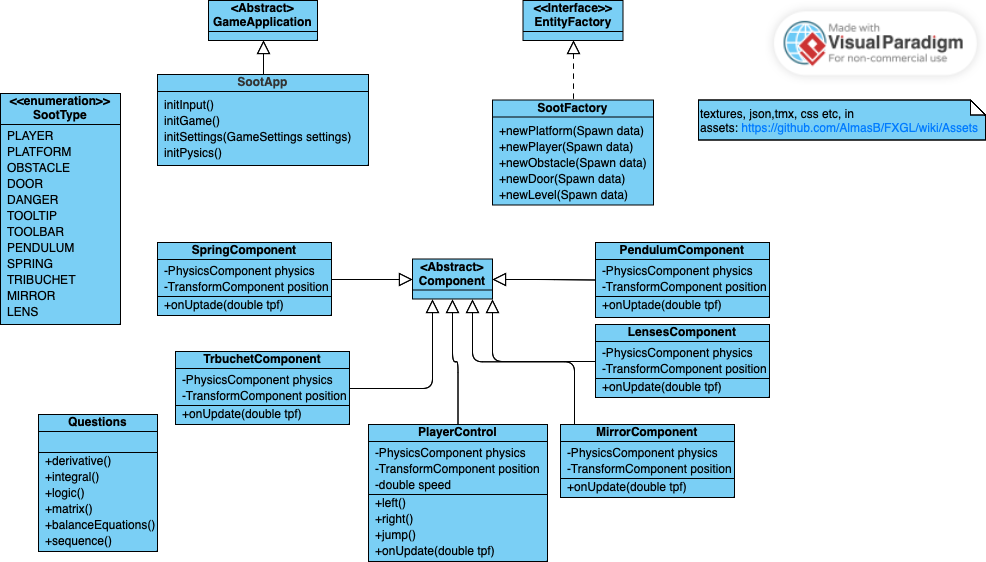 <Abstract>
GameApplication
<<Interface>>
EntityFactory
Made with
VisualParadigm
For non-commercial use
SootApp
initInput()
initGame()
initSettings(GameSettings settings)
initPysics()
<<enumeration>>
SootType
PLAYER
PLATFORM
OBSTACLE
DOOR
DANGER
TOOLTIP
TOOLBAR
PENDULUM
SPRING
TRIBUCHET
MIRROR
LENS
SootFactory
+newPlatform(Spawn data)
+newPlayer(Spawn data)
+newObstacle(Spawn data)
+newDoor(Spawn data)
+newLevel(Spawn data)
textures, json,tmx, css etc, in
assets: https://github.com/AlmasB/FXGL/wiki/Assets
SpringComponent
-PhysicsComponent physics
-TransformComponent position
+onUptade(double tpf)
<Abstract>
Component
PendulumComponent
-PhysicsComponent physics
-TransformComponent position
+onUptade(double tpf)
LensesComponent
-PhysicsComponent physics
-TransformComponent position
+onUpdate(double tpf)
TrbuchetComponent
-PhysicsComponent physics
-TransformComponent position
+onUpdate(double tpf)
Questions
+derivative()
+integral()
+logic()
+matrix()
+balanceEquations()
+sequence()
PlayerControl
-PhysicsComponent physics
-TransformComponent position
-double speed
+left()
+right()
+jump()
+onUpdate(double tpf)
MirrorComponent
-PhysicsComponent physics
-TransformComponent position
+onUpdate(double tpf)